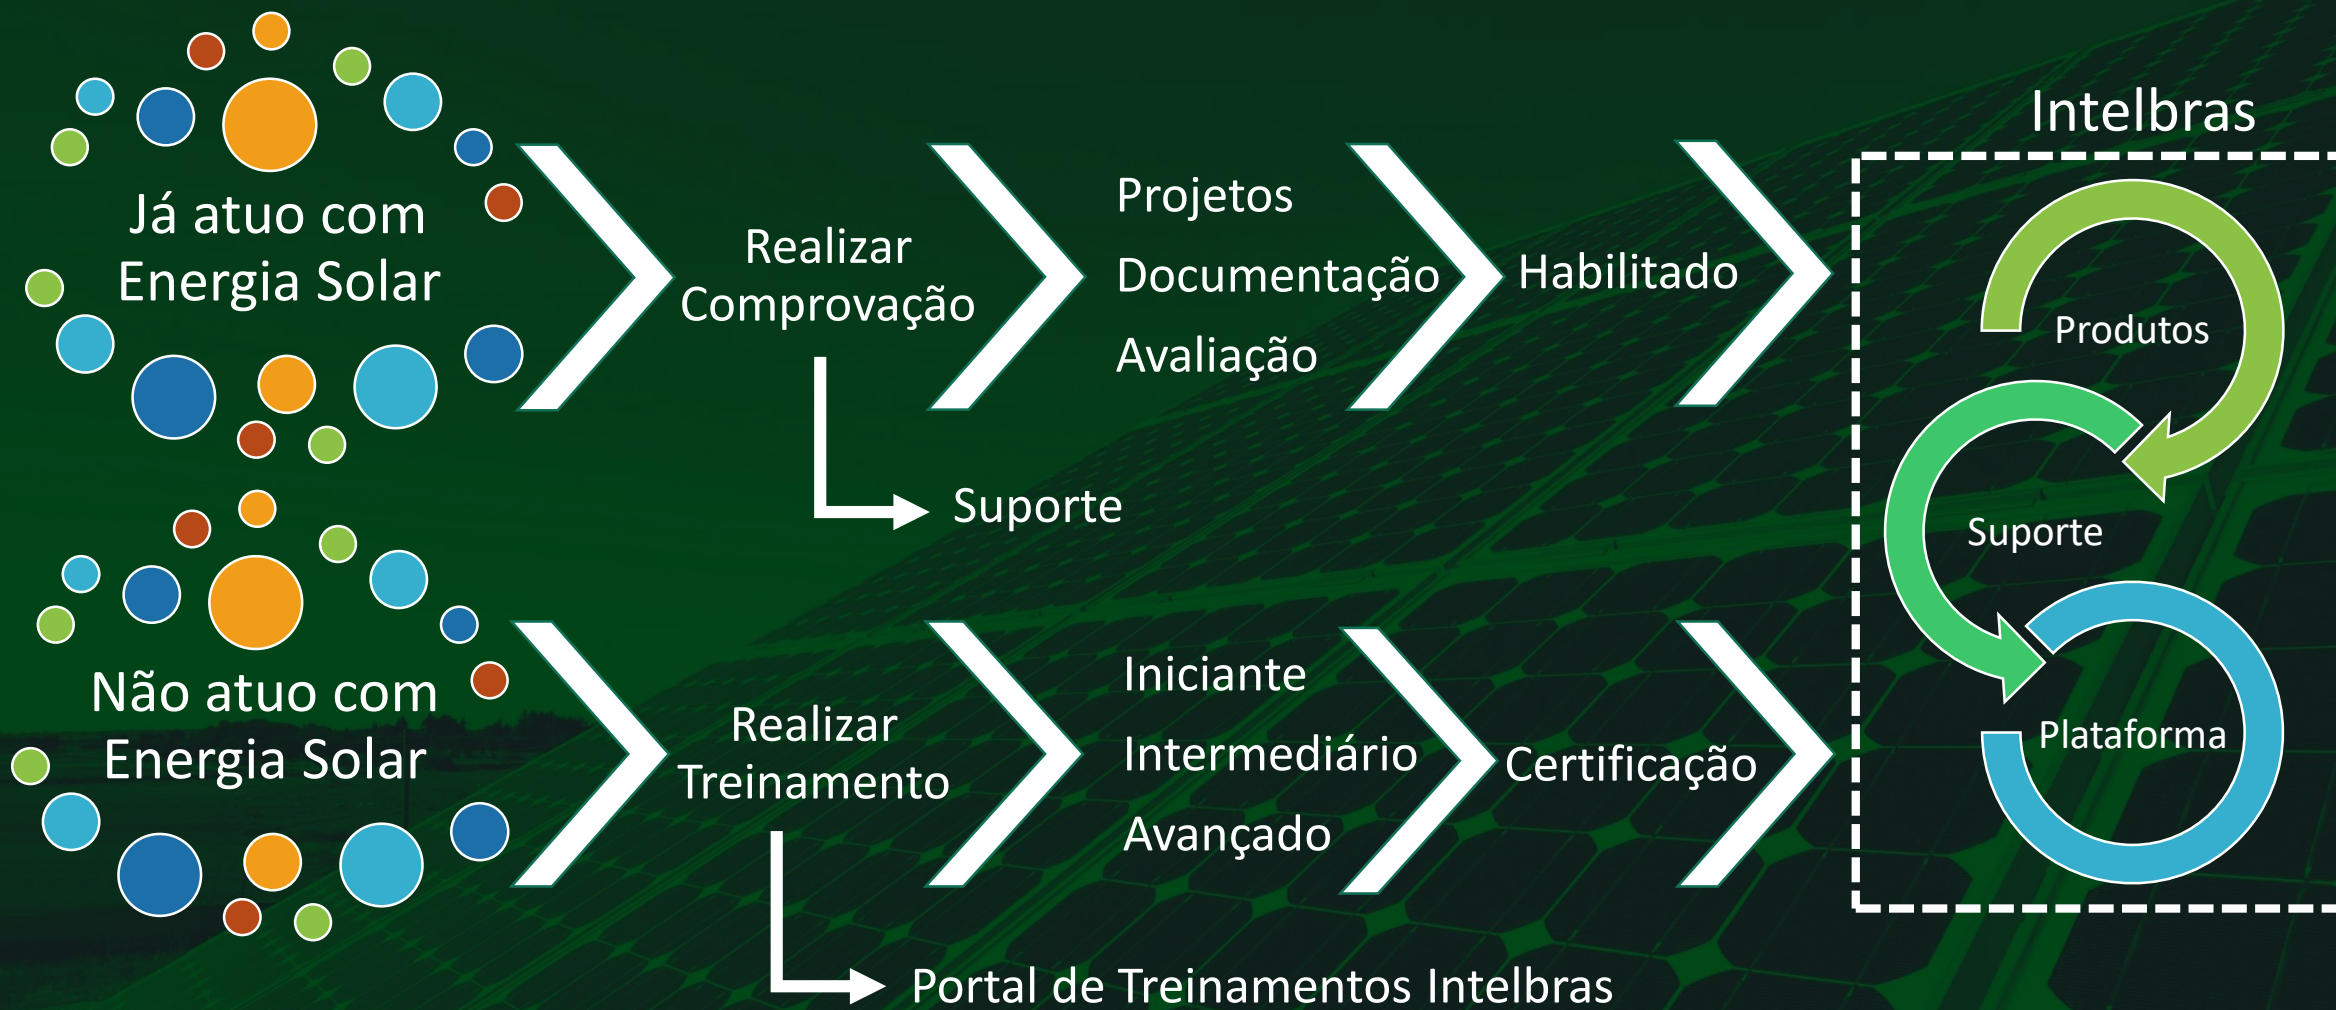 Já atuo com
Energia Solar
Realizar
Comprovação
Suporte
Projetos
Documentação
Avaliação
Habilitado
Não atuo com
Energia Solar
Realizar
Treinamento
Portal de Treinamentos Intelbras
Iniciante
Intermediário
Avançado
Certificação
Intelbras
Produtos
Suporte
Plataforma